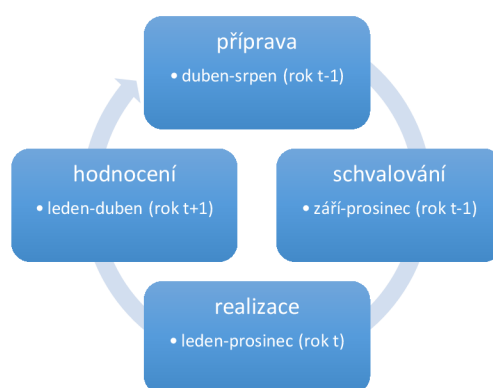 příprava
• duben-srpen (rok t-1)
schvalování
• září-prosinec (rok t-1)
realizace
• leden-prosinec (rok t)
hodnocení
• leden-duben (rok t+1)